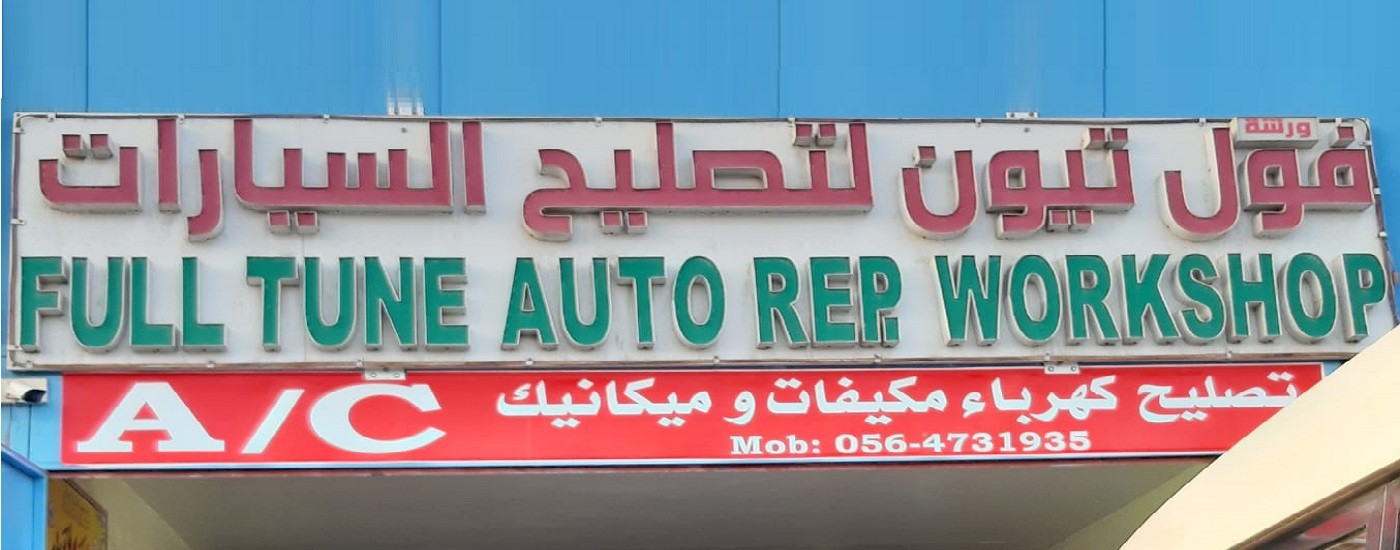 ورشة
فول تيون لتصليح السيارات
FULL TUNE AUTO REP. WORKSHOP
A/C تصليح كهرباء مكيفات و ميكانيك
Mob: 056-4731935